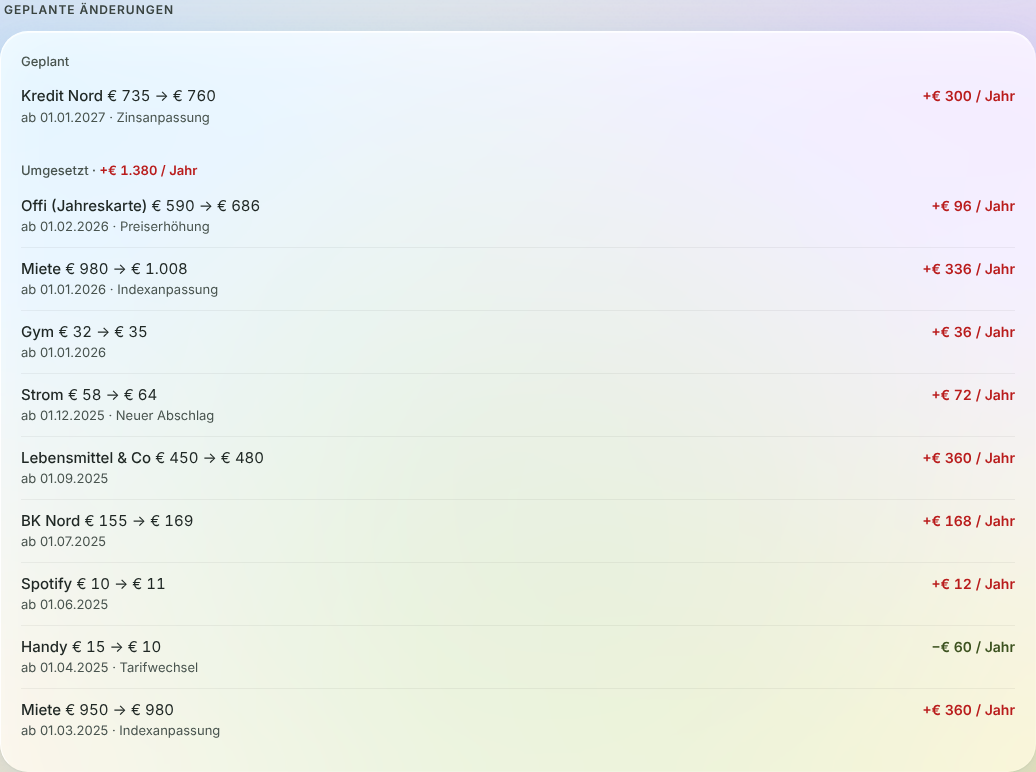 GEPLANTE ÄNDERUNGEN
Geplant
Kredit Nord € 735 → € 760 +€ 300 / Jahr
ab 01.01.2027 · Zinsanpassung
Umgesetzt · +€ 1.380 / Jahr
Offi (Jahreskarte) € 590 → € 686 +€ 96 / Jahr
ab 01.02.2026 · Preiserhöhung
Miete € 980 → € 1.008 +€ 336 / Jahr
ab 01.01.2026 · Indexanpassung
Gym € 32 → € 35 +€ 36 / Jahr
ab 01.01.2026
Strom € 58 → € 64 +€ 72 / Jahr
ab 01.12.2025 · Neuer Abschlag
Lebensmittel & Co € 450 → € 480 +€ 360 / Jahr
ab 01.09.2025
BK Nord € 155 → € 169 +€ 168 / Jahr
ab 01.07.2025
Spotify € 10 → € 11 +€ 12 / Jahr
ab 01.06.2025
Handy € 15 → € 10 −€ 60 / Jahr
ab 01.04.2025 · Tarifwechsel
Miete € 950 → € 980 +€ 360 / Jahr
ab 01.03.2025 · Indexanpassung